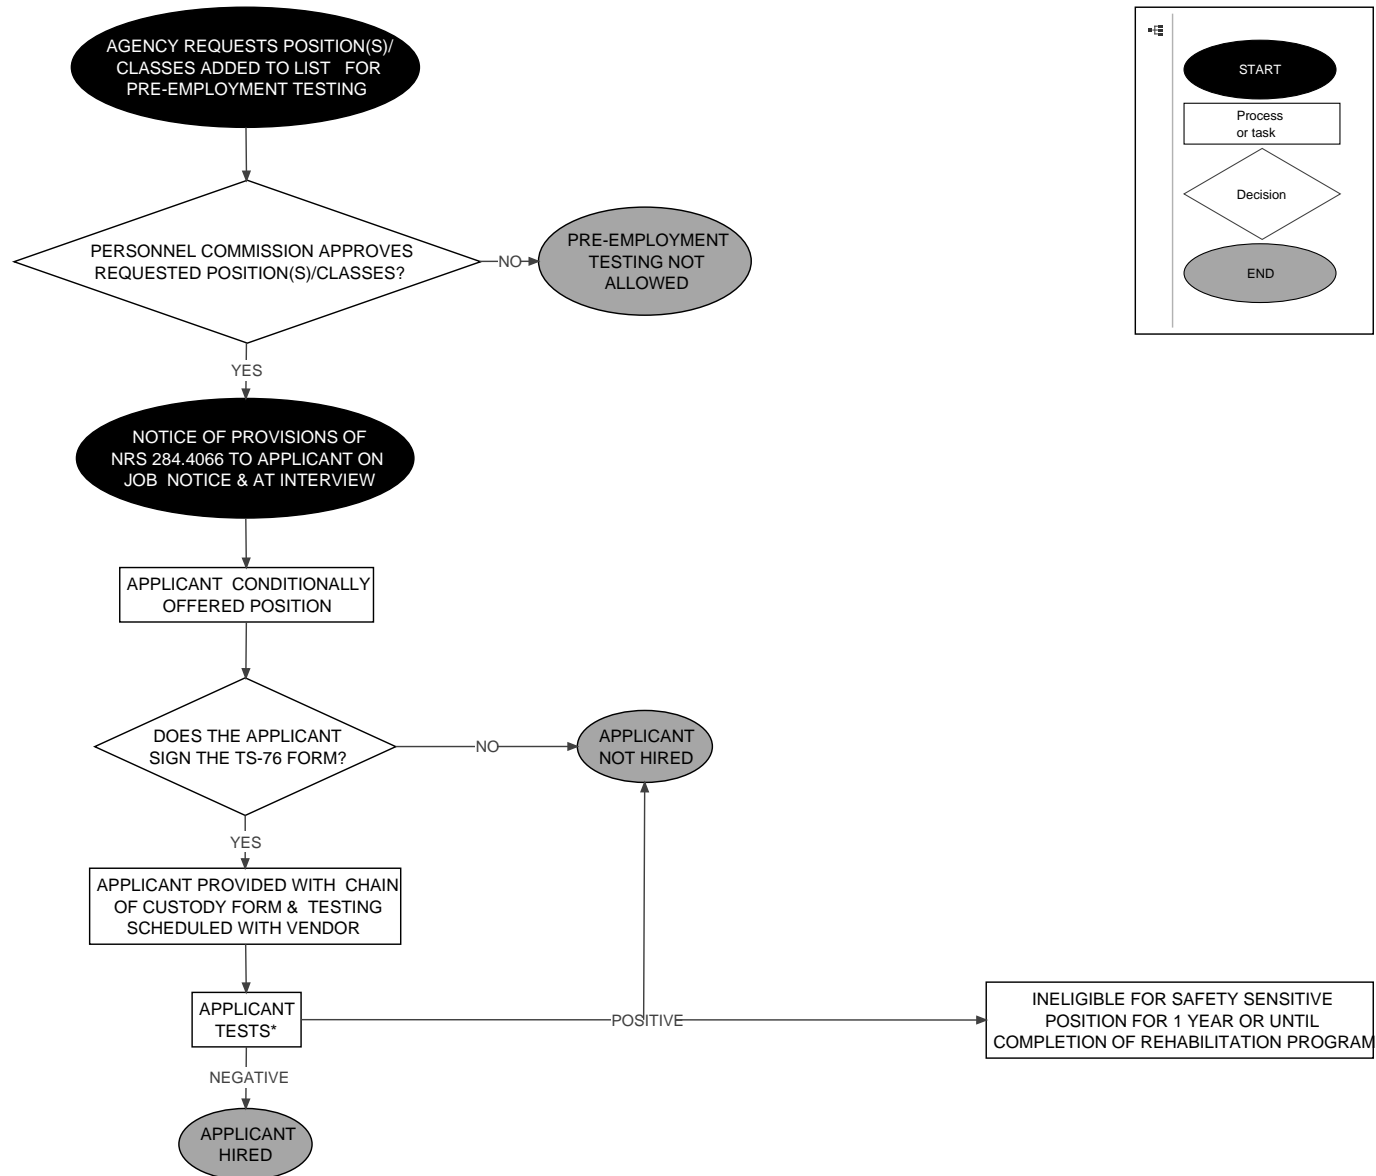 AGENCY REQUESTS POSITION(S)/
CLASSES ADDED TO LIST FOR
PRE-EMPLOYMENT TESTING
START
Process
or task
Decision
END
PERSONNEL COMMISSION APPROVES
REQUESTED POSITION(S)/CLASSES?
NO
PRE-EMPLOYMENT
TESTING NOT
ALLOWED
YES
NOTICE OF PROVISIONS OF
NRS 284.4066 TO APPLICANT ON
JOB NOTICE & AT INTERVIEW
APPLICANT CONDITIONALLY
OFFERED POSITION
DOES THE APPLICANT
SIGN THE TS-76 FORM?
NO
APPLICANT
NOT HIRED
YES
APPLICANT PROVIDED WITH CHAIN
OF CUSTODY FORM & TESTING
SCHEDULED WITH VENDOR
APPLICANT
TESTS*
POSITIVE
INELIGIBLE FOR SAFETY SENSITIVE
POSITION FOR 1 YEAR OR UNTIL
COMPLETION OF REHABILITATION PROGRAM
NEGATIVE
APPLICANT
HIRED